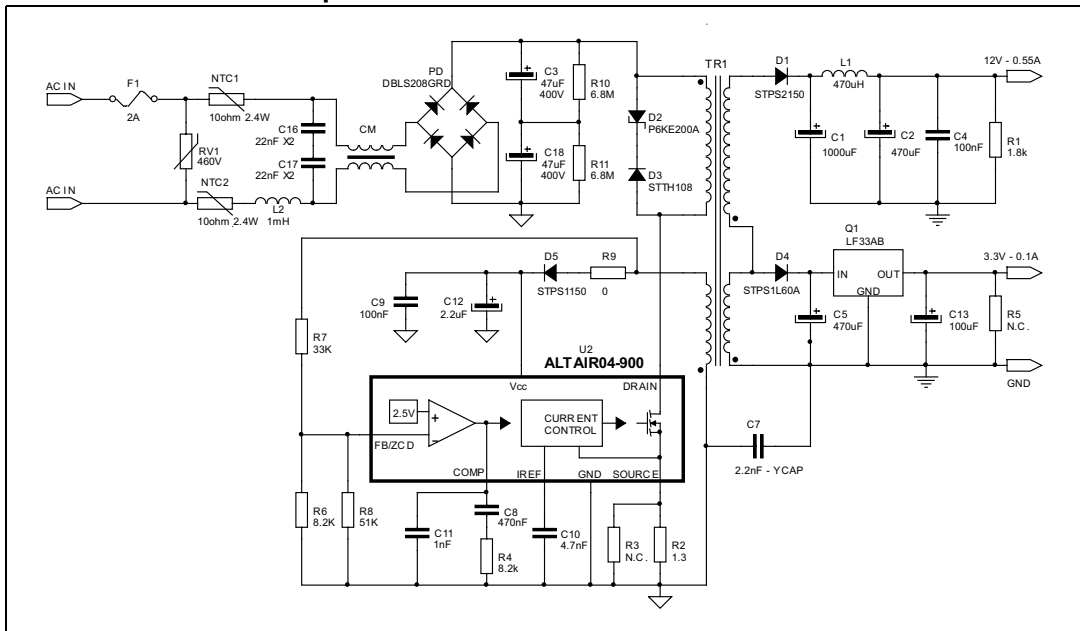 TR1
D1
STPS2150
L1
470uH
12V - 0.55A
AC IN
F1
2A
NTC1
10ohm 2.4W
PD
DBLS208GRD
C3
47uF
400V
R10
6.8M
D2
P6KE200A
C1
1000uF
C2
470uF
C4
100nF
R1
1.8k
C16
22nF X2
CM
C17
22nF X2
RV1
460V
C18
47uF
400V
R11
6.8M
D3
STTH108
AC IN
NTC2
10ohm 2.4W
L2
1mH
Q1
LF33AB
D4
STPS1L60A
IN
OUT
GND
3.3V - 0.1A
D5
STPS1150
R9
0
C9
100nF
C12
2.2uF
C5
470uF
C13
100uF
R5
N.C.
R7
33K
U2
ALTAIR04-900
GND
Vcc
DRAIN
2.5V
+
-
CURRENT
CONTROL
FB/ZCD
COMP
IREF
GND
SOURCE
C7
2.2nF - YCAP
R6
8.2K
R8
51K
C11
1nF
C8
470nF
R4
8.2k
C10
4.7nF
R3
N.C.
R2
1.3